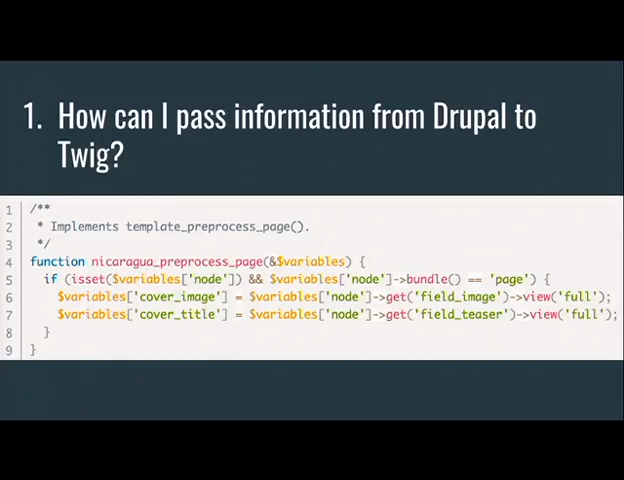 1. How can I pass information from Drupal to
Twig?
1 /**
2 * Implements template_preprocess_page().
3 */
4 function nicaragua_preprocess_page(&$variables) {
5 if (isset($variables['node']) && $variables['node']->bundle() == 'page') {
6 $variables['cover_image'] = $variables['node']->get('field_image')->view('full');
7 $variables['cover_title'] = $variables['node']->get('field_teaser')->view('full');
8 }
9 }